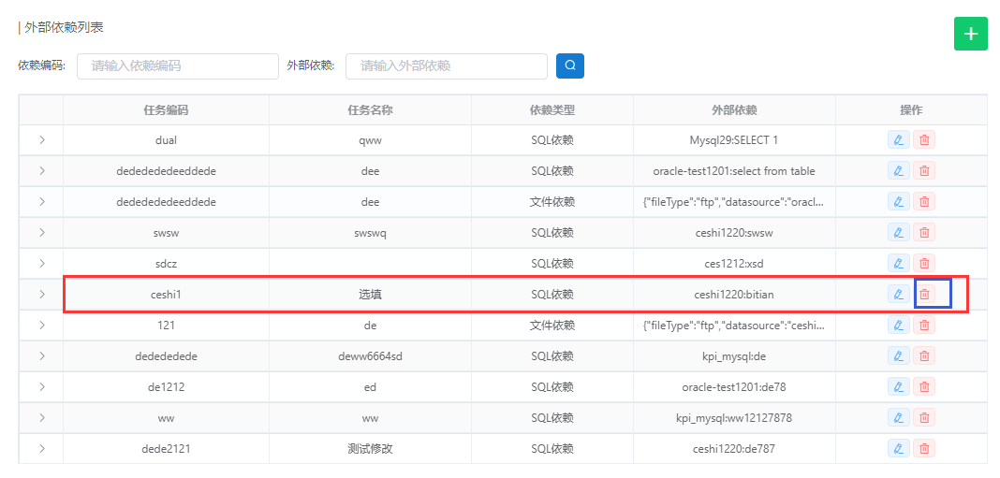 | 外部依赖列表
依赖编码: 请输入依赖编码 外部依赖: 请输入外部依赖
任务编码 任务名称 依赖类型 外部依赖 操作
dual qww SQL依赖 Mysql29:SELECT 1
dedededeeddede dee SQL依赖 oracle-test1201:select from table
dedededeeddede dee 文件依赖 {"fileType":"ftp","datasource":"oracl...
swsw swswq SQL依赖 ceshi1220:swsw
sdcz SQL依赖 ces1212:xsd
ceshi1 选填 SQL依赖 ceshi1220:bitian
121 de 文件依赖 {"fileType":"ftp","datasource":"ceshi...
dedededede deww6664sd SQL依赖 kpi_mysql:de
de1212 ed SQL依赖 oracle-test1201:de78
ww ww SQL依赖 kpi_mysql:ww12127878
dede2121 测试修改 SQL依赖 ceshi1220:de787